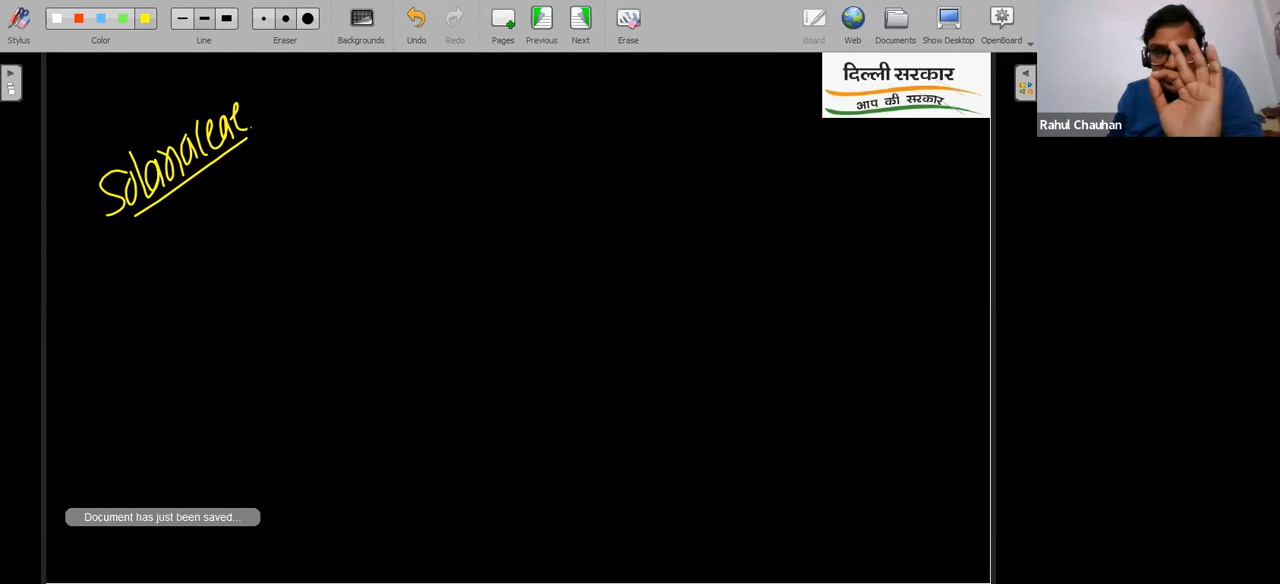 Stylus
Color
Line
Eraser
Backgrounds
Undo
Redo
Pages
Previous
Next
Erase
Board
Web
Documents
Show Desktop
OpenBoard
दिल्ली सरकार
आप की सरकार
Rahul Chauhan
Solanaceae
Document has just been saved...